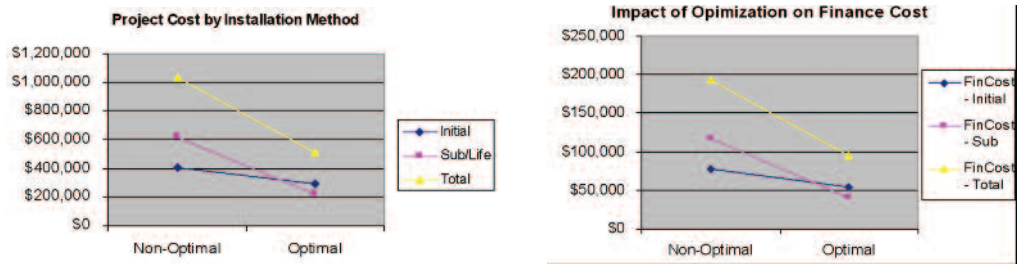 Project Cost by Installation Method
$1,200,000
$1,000,000
$800,000
$600,000
$400,000
$200,000
$0
Non-Optimal
Optimal
Initial
Sub/Life
Total
Impact of Opimization on Finance Cost
$250,000
$200,000
$150,000
$100,000
$50,000
$0
Non-Optimal
Optimal
FinCost
- Initial
FinCost
- Sub
FinCost
- Total